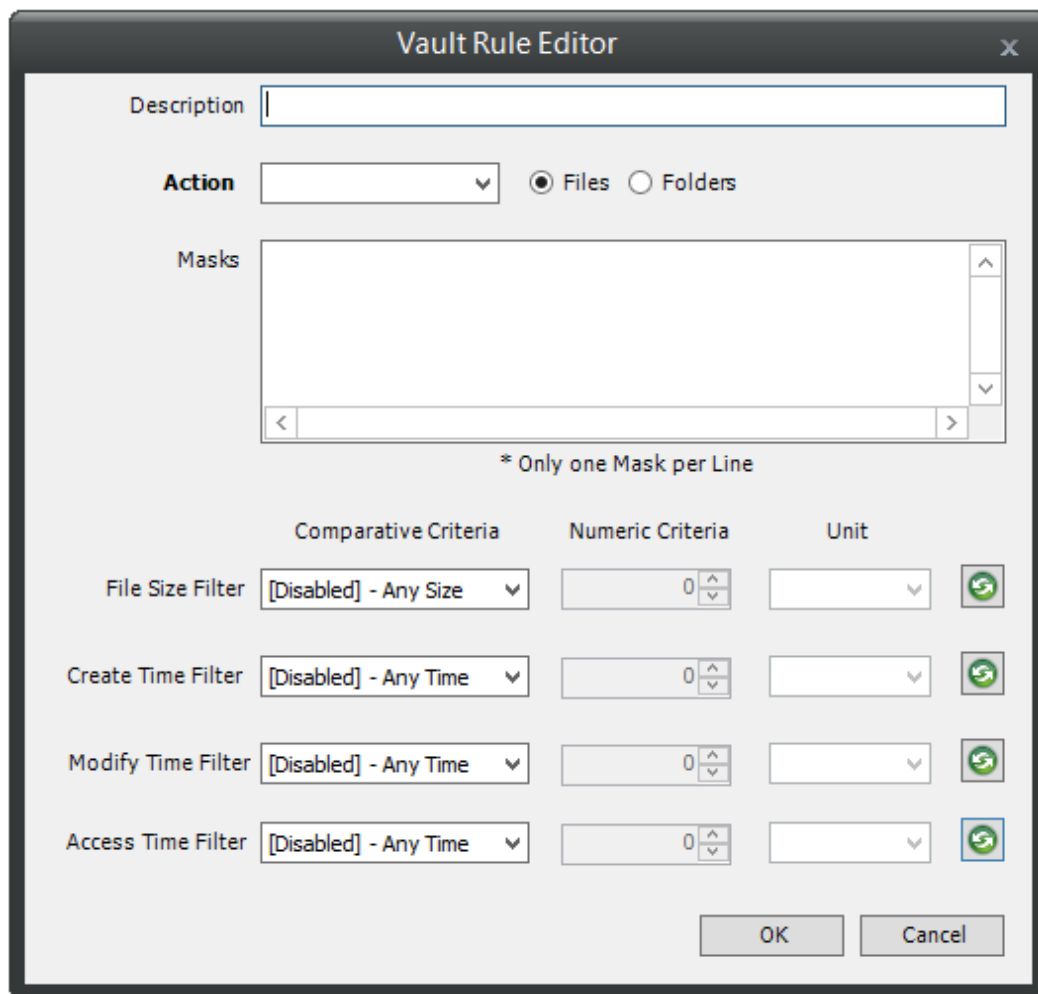 Vault Rule Editor x
Description
Action Files Folders
Masks
* Only one Mask per Line
Comparative Criteria Numeric Criteria Unit
File Size Filter [Disabled] - Any Size 0
Create Time Filter [Disabled] - Any Time 0
Modify Time Filter [Disabled] - Any Time 0
Access Time Filter [Disabled] - Any Time 0
OK Cancel